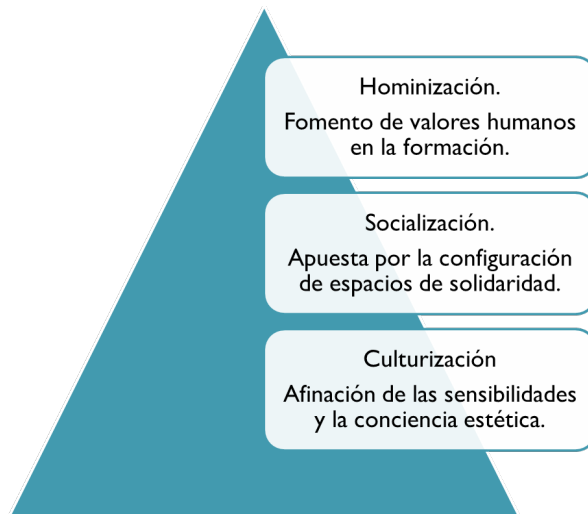 Hominización.
Fomento de valores humanos
en la formación.
Socialización.
Apuesta por la configuración
de espacios de solidaridad.
Culturización
Afinación de las sensibilidades
y la conciencia estética.